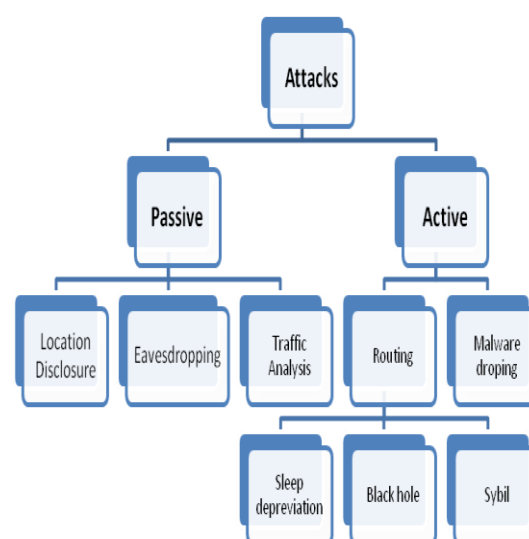 Attacks
Passive
Active
Location
Disclosure
Eavesdropping
Traffic
Analysis
Routing
Malware
droping
Sleep
depreviation
Black hole
Sybil